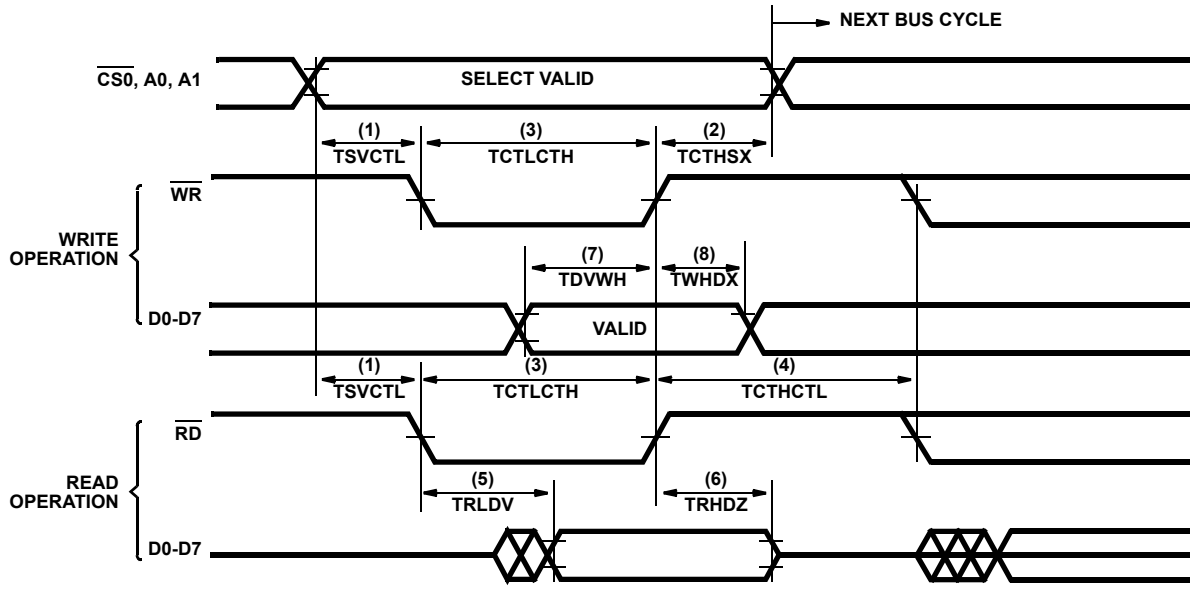 NEXT BUS CYCLE
CS0, A0, A1
SELECT VALID
(1) (3) (2)
TSVCTL TCTLCTH TCTHSX
WR
WRITE
OPERATION
(7) (8)
TDVWH TWHDX
D0-D7
VALID
(1) (3) (4)
TSVCTL TCTLCTH TCTHCTL
RD
READ
OPERATION
(5) (6)
TRLDV TRHDZ
D0-D7